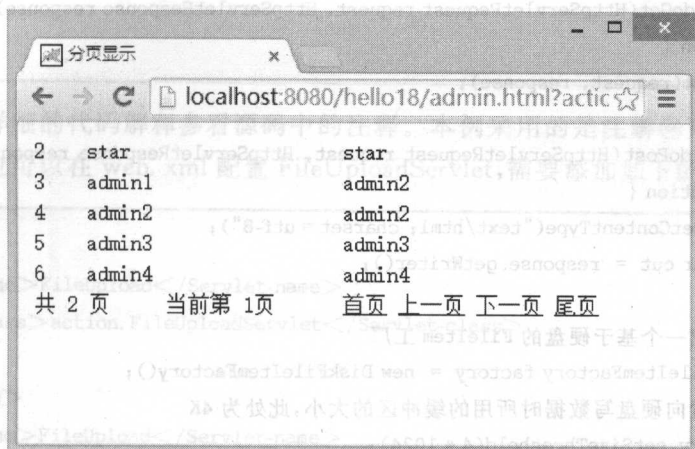 分页显示
localhost:8080/hello18/admin.html?actic
2 star star
3 admin1 admin2
4 admin2 admin2
5 admin3 admin3
6 admin4 admin4
共 2 页 当前第 1页 首页 上一页 下一页 尾页